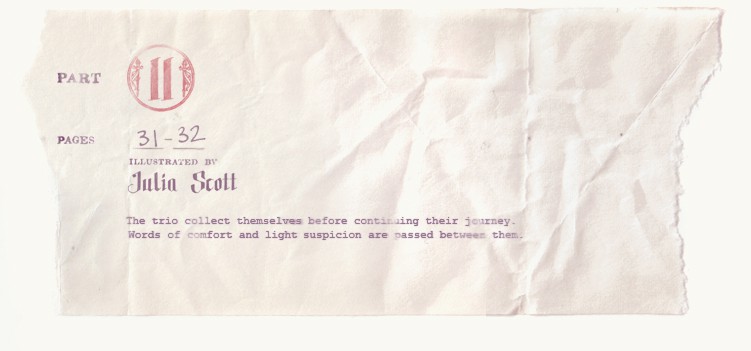 PART 11
PAGES 31-32
ILLUSTRATED BY
Julia Scott
The trio collect themselves before continuing their journey.
Words of comfort and light suspicion are passed between them.